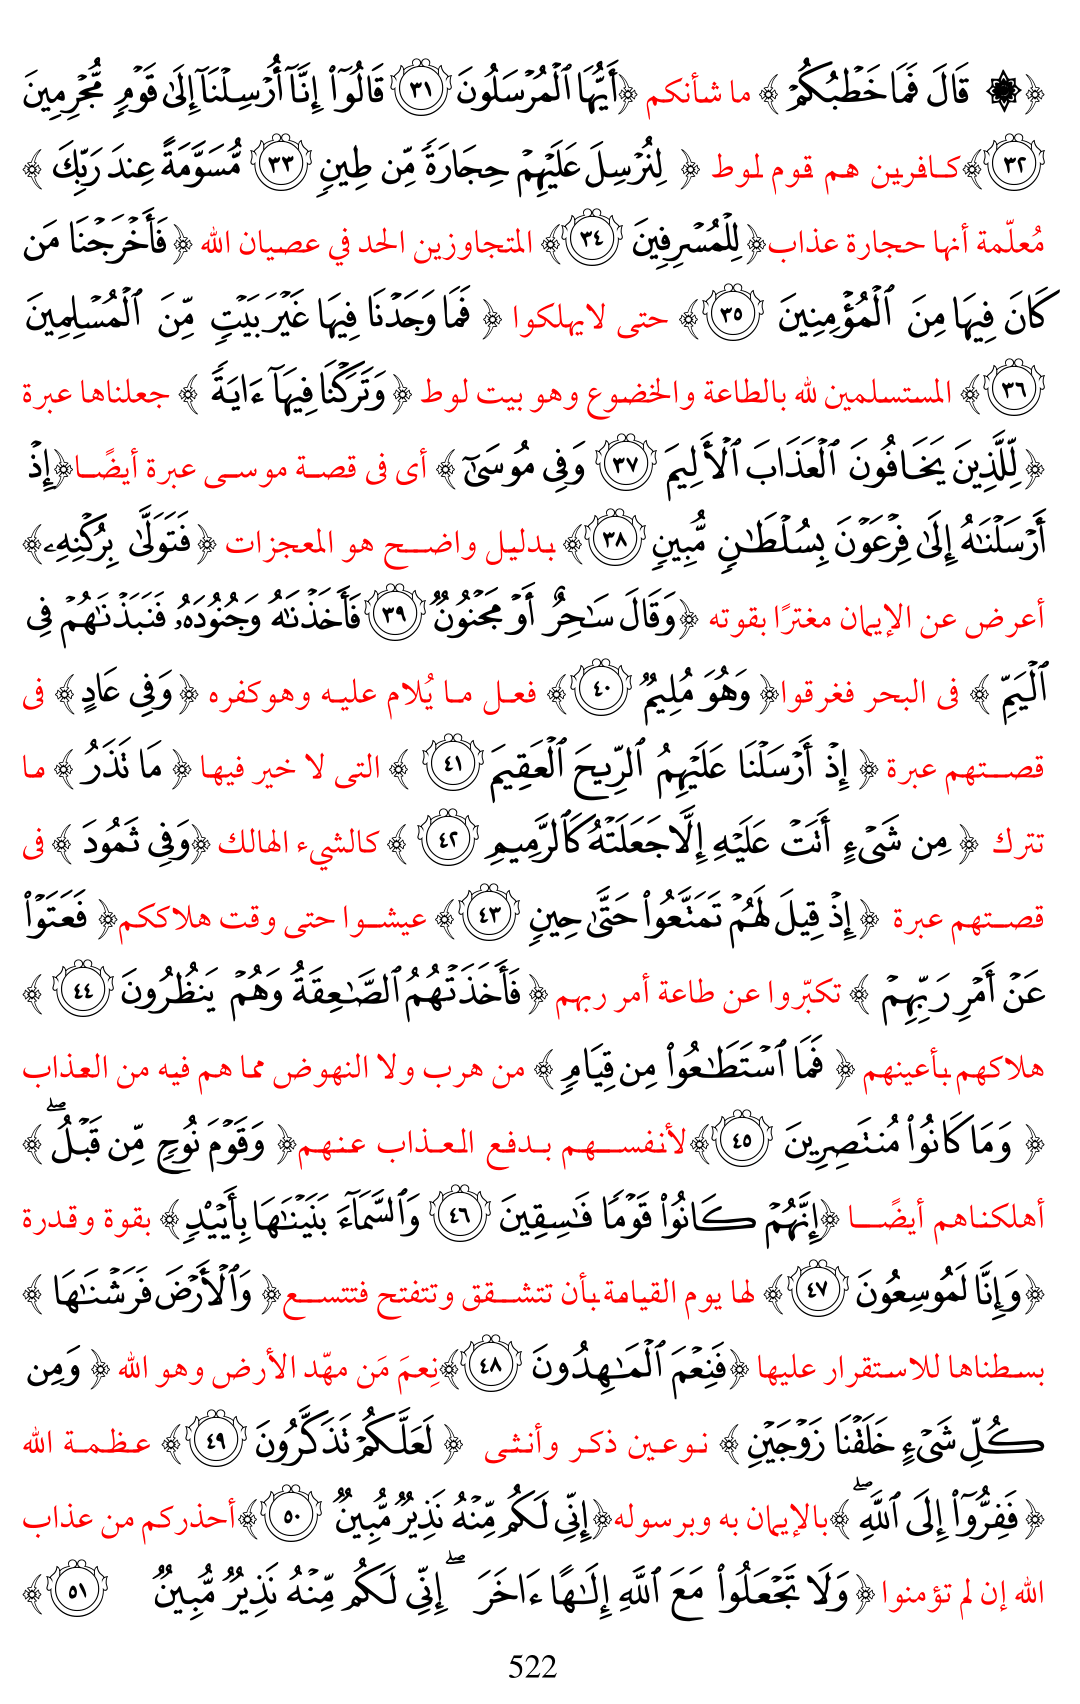 ﴿ ۞ قَالَ فَمَا خَطْبُكُمْ ﴾ ما شأنكم ﴿أَيُّهَا ٱلْمُرْسَلُونَ ٣١ قَالُوٓا۟ إِنَّآ أُرْسِلْنَآ إِلَىٰ قَوْمٍ مُّجْرِمِينَ
٣٢﴾كافرين هم قوم لوط ﴿ لِنُرْسِلَ عَلَيْهِمْ حِجَارَةً مِّن طِينٍ ٣٣ مُّسَوَّمَةً عِندَ رَبِّكَ ﴾
مُعلّمة أنها حجارة عذاب﴿لِلْمُسْرِفِينَ ٣٤﴾ المتجاوزين الحد في عصيان الله ﴿فَأَخْرَجْنَا مَن
كَانَ فِيهَا مِنَ ٱلْمُؤْمِنِينَ ٣٥﴾ حتى لايهلكوا ﴿ فَمَا وَجَدْنَا فِيهَا غَيْرَ بَيْتٍ مِّنَ ٱلْمُسْلِمِينَ
٣٦﴾ المستسلمين لله بالطاعة والخضوع وهو بيت لوط ﴿وَتَرَكْنَا فِيهَآ ءَايَةً ﴾ جعلناها عبرة
﴿لِّلَّذِينَ يَخَافُونَ ٱلْعَذَابَ ٱلْأَلِيمَ ٣٧ وَفِى مُوسَىٰٓ ﴾ أى فى قصة موسى عبرة أيضًا﴿إِذْ
أَرْسَلْنَٰهُ إِلَىٰ فِرْعَوْنَ بِسُلْطَٰنٍ مُّبِينٍ ٣٨﴾ بدليل واضح هو المعجزات ﴿فَتَوَلَّىٰ بِرُكْنِهِۦ﴾
أعرض عن الإيمان مغترًا بقوته ﴿وَقَالَ سَٰحِرٌ أَوْ مَجْنُونٌ ٣٩ فَأَخَذْنَٰهُ وَجُنُودَهُۥ فَنَبَذْنَٰهُمْ فِى
ٱلْيَمِّ ﴾ فى البحر فغرقوا﴿ وَهُوَ مُلِيمٌ ٤٠﴾ فعل ما يُلام عليه وهوكفره ﴿وَفِى عَادٍ ﴾ فى
قصتهم عبرة ﴿ إِذْ أَرْسَلْنَا عَلَيْهِمُ ٱلرِّيحَ ٱلْعَقِيمَ ٤١ ﴾ التى لا خير فيها ﴿ مَا تَذَرُ ﴾ ما
تترك ﴿ مِن شَىْءٍ أَتَتْ عَلَيْهِ إِلَّا جَعَلَتْهُ كَٱلرَّمِيمِ ٤٢ ﴾ كالشيء الهالك ﴿وَفِى ثَمُودَ ﴾ فى
قصتهم عبرة ﴿ إِذْ قِيلَ لَهُمْ تَمَتَّعُوا۟ حَتَّىٰ حِينٍ ٤٣﴾ عيشوا حتى وقت هلاككم﴿ فَعَتَوْا۟
عَنْ أَمْرِ رَبِّهِمْ ﴾ تكبّروا عن طاعة أمر ربهم ﴿ فَأَخَذَتْهُمُ ٱلصَّٰعِقَةُ وَهُمْ يَنظُرُونَ ٤٤ ﴾
هلاكهم بأعينهم ﴿ فَمَا ٱسْتَطَٰعُوا۟ مِن قِيَامٍ ﴾ من هرب ولا النهوض مما هم فيه من العذاب
﴿ وَمَا كَانُوا۟ مُنتَصِرِينَ ٤٥ ﴾لأنفسهم بدفع العذاب عنهم﴿ وَقَوْمَ نُوحٍ مِّن قَبْلُ ۖ ﴾
أهلكناهم أيضًا ﴿إِنَّهُمْ كَانُوا۟ قَوْمًا فَٰسِقِينَ ٤٦ وَٱلسَّمَآءَ بَنَيْنَٰهَا بِأَيْي۟دٍ﴾ بقوة وقدرة
﴿وَإِنَّا لَمُوسِعُونَ ٤٧﴾ لها يوم القيامة بأن تتشقق وتتفتح فتتسع﴿ وَٱلْأَرْضَ فَرَشْنَٰهَا ﴾
بسطناها للاستقرار عليها ﴿فَنِعْمَ ٱلْمَٰهِدُونَ ٤٨﴾نِعمَ مَن مهّد الأرض وهو الله ﴿ وَمِن
كُلِّ شَىْءٍ خَلَقْنَا زَوْجَيْنِ ﴾ نوعين ذكر وأنثى ﴿ لَعَلَّكُمْ تَذَكَّرُونَ ٤٩ ﴾ عظمة الله
﴿ فَفِرُّوٓا۟ إِلَى ٱللَّهِ ۖ ﴾بالإيمان به وبرسوله﴿إِنِّى لَكُم مِّنْهُ نَذِيرٌ مُّبِينٌ ٥٠﴾أحذركم من عذاب
الله إن لم تؤمنوا ﴿وَلَا تَجْعَلُوا۟ مَعَ ٱللَّهِ إِلَٰهًا ءَاخَرَ ۖ إِنِّى لَكُم مِّنْهُ نَذِيرٌ مُّبِينٌ ٥١ ﴾
522